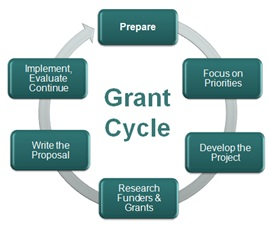 Prepare
Focus on
Priorities
Develop the
Project
Research
Funders &
Grants
Write the
Proposal
Implement,
Evaluate
Continue
Grant
Cycle